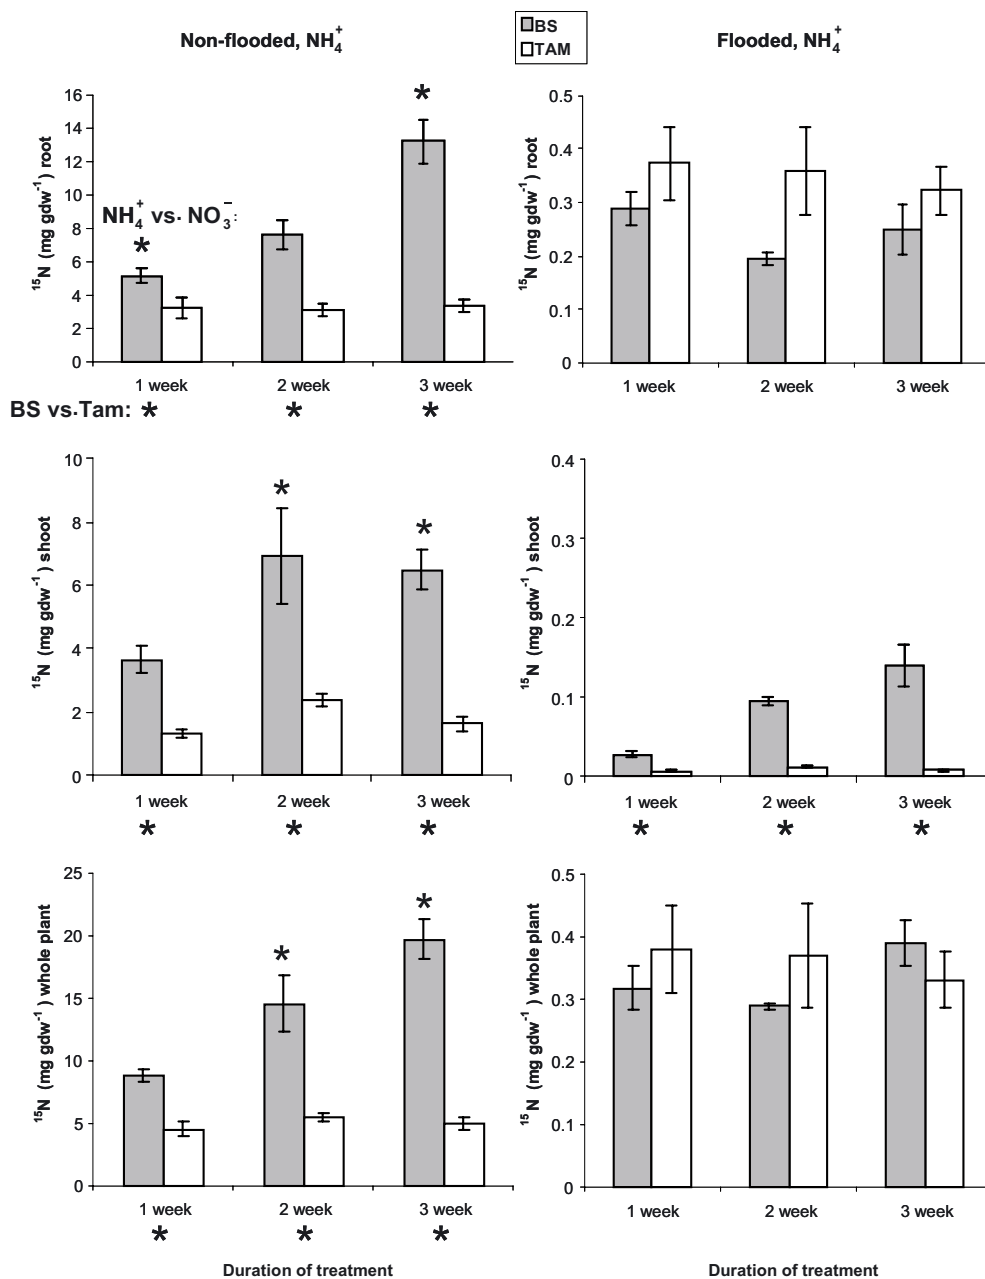 Non-flooded, NH₄⁺
BS
TAM
Flooded, NH₄⁺
¹⁵N (mg gdw⁻¹) root
16
14
12
10
8
6
4
2
0
*
NH₄⁺ vs. NO₃⁻:
*
1 week
2 week
3 week
BS vs.Tam: * * *
¹⁵N (mg gdw⁻¹) root
0.5
0.4
0.3
0.2
0.1
0
1 week
2 week
3 week
¹⁵N (mg gdw⁻¹) shoot
10
8
6
4
2
0
* *
1 week
2 week
3 week
* * *
¹⁵N (mg gdw⁻¹) shoot
0.4
0.3
0.2
0.1
0
1 week
2 week
3 week
* * *
¹⁵N (mg gdw⁻¹) whole plant
25
20
15
10
5
0
* *
1 week
2 week
3 week
* * *
Duration of treatment
¹⁵N (mg gdw⁻¹) whole plant
0.5
0.4
0.3
0.2
0.1
0
1 week
2 week
3 week
Duration of treatment